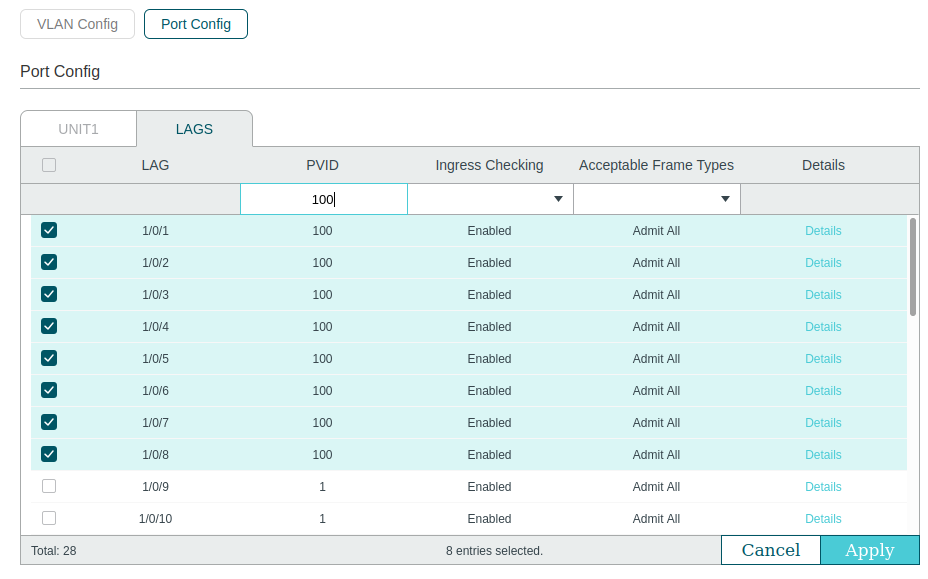 VLAN Config Port Config
Port Config
UNIT1 LAGS
LAG PVID Ingress Checking Acceptable Frame Types Details
100
1/0/1 100 Enabled Admit All Details
1/0/2 100 Enabled Admit All Details
1/0/3 100 Enabled Admit All Details
1/0/4 100 Enabled Admit All Details
1/0/5 100 Enabled Admit All Details
1/0/6 100 Enabled Admit All Details
1/0/7 100 Enabled Admit All Details
1/0/8 100 Enabled Admit All Details
1/0/9 1 Enabled Admit All Details
1/0/10 1 Enabled Admit All Details
Total: 28 8 entries selected. Cancel Apply